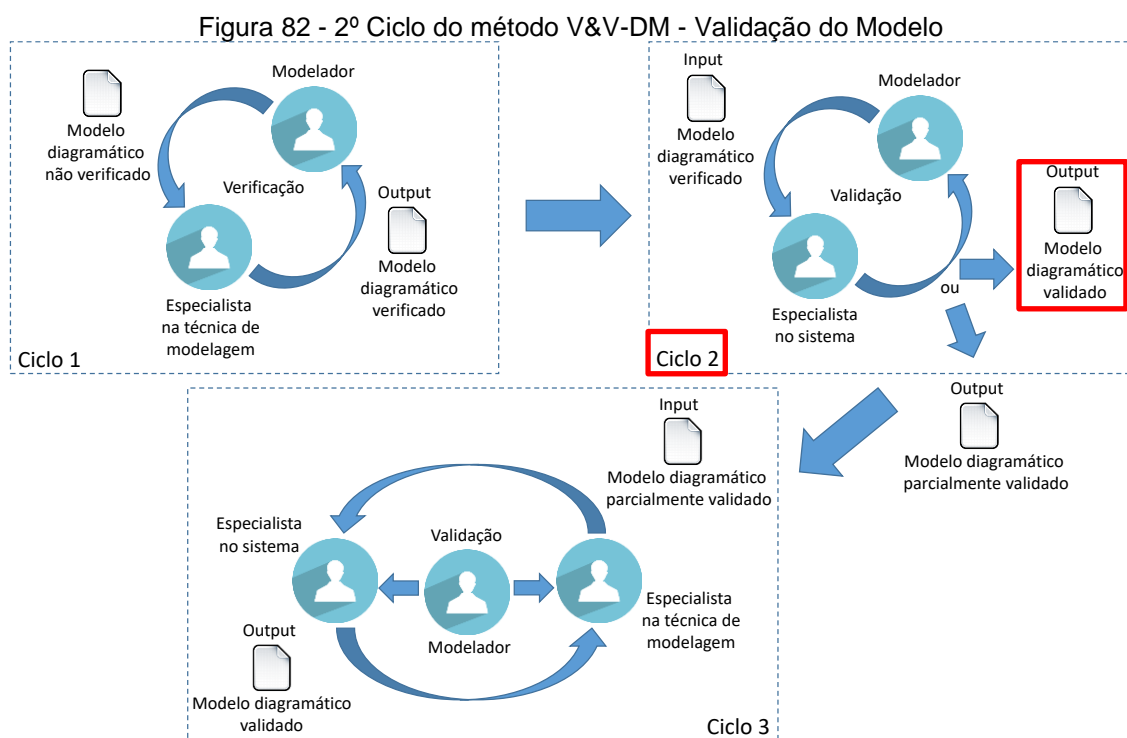 Figura 82 - 2º Ciclo do método V&V-DM - Validação do Modelo
Modelador
Modelo
diagramático
não verificado
Verificação
Output
Modelo
diagramático
verificado
Especialista
na técnica de
modelagem
Ciclo 1
Input
Modelo
diagramático
verificado
Modelador
Validação
Output
Modelo
diagramático
validado
ou
Especialista
no sistema
Ciclo 2
Output
Modelo diagramático
parcialmente validado
Input
Modelo diagramático
parcialmente validado
Especialista
no sistema
Validação
Modelador
Especialista
na técnica de
modelagem
Output
Modelo diagramático
validado
Ciclo 3